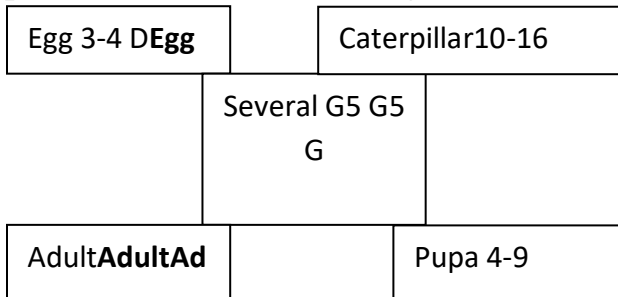 Egg 3-4 DEgg
Caterpillar10-16
Several G5 G5
G
AdultAdultAd
Pupa 4-9